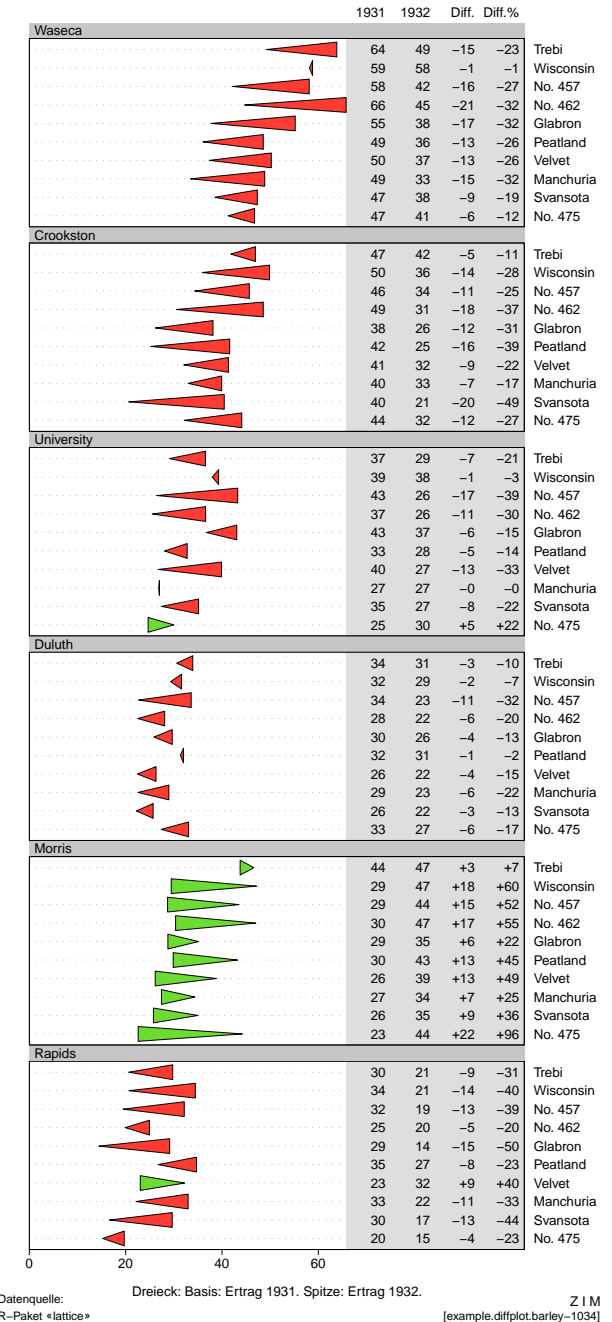 1931 1932 Diff. Diff.%
Waseca
64 49 −15 −23 Trebi
59 58 −1 −1 Wisconsin
58 42 −16 −27 No. 457
66 45 −21 −32 No. 462
55 38 −17 −32 Glabron
49 36 −13 −26 Peatland
50 37 −13 −26 Velvet
49 33 −15 −32 Manchuria
47 38 −9 −19 Svansota
47 41 −6 −12 No. 475
Crookston
47 42 −5 −11 Trebi
50 36 −14 −28 Wisconsin
46 34 −11 −25 No. 457
49 31 −18 −37 No. 462
38 26 −12 −31 Glabron
42 25 −16 −39 Peatland
41 32 −9 −22 Velvet
40 33 −7 −17 Manchuria
40 21 −20 −49 Svansota
44 32 −12 −27 No. 475
University
37 29 −7 −21 Trebi
39 38 −1 −3 Wisconsin
43 26 −17 −39 No. 457
37 26 −11 −30 No. 462
43 37 −6 −15 Glabron
33 28 −5 −14 Peatland
40 27 −13 −33 Velvet
27 27 −0 −0 Manchuria
35 27 −8 −22 Svansota
25 30 +5 +22 No. 475
Duluth
34 31 −3 −10 Trebi
32 29 −2 −7 Wisconsin
34 23 −11 −32 No. 457
28 22 −6 −20 No. 462
30 26 −4 −13 Glabron
32 31 −1 −2 Peatland
26 22 −4 −15 Velvet
29 23 −6 −22 Manchuria
26 22 −3 −13 Svansota
33 27 −6 −17 No. 475
Morris
44 47 +3 +7 Trebi
29 47 +18 +60 Wisconsin
29 44 +15 +52 No. 457
30 47 +17 +55 No. 462
29 35 +6 +22 Glabron
30 43 +13 +45 Peatland
26 39 +13 +49 Velvet
27 34 +7 +25 Manchuria
26 35 +9 +36 Svansota
23 44 +22 +96 No. 475
Rapids
30 21 −9 −31 Trebi
34 21 −14 −40 Wisconsin
32 19 −13 −39 No. 457
25 20 −5 −20 No. 462
29 14 −15 −50 Glabron
35 27 −8 −23 Peatland
23 32 +9 +40 Velvet
33 22 −11 −33 Manchuria
30 17 −13 −44 Svansota
20 15 −4 −23 No. 475
0 20 40 60
Dreieck: Basis: Ertrag 1931. Spitze: Ertrag 1932.
Datenquelle:
R−Paket «lattice»
Z I M
[example.diffplot.barley−1034]